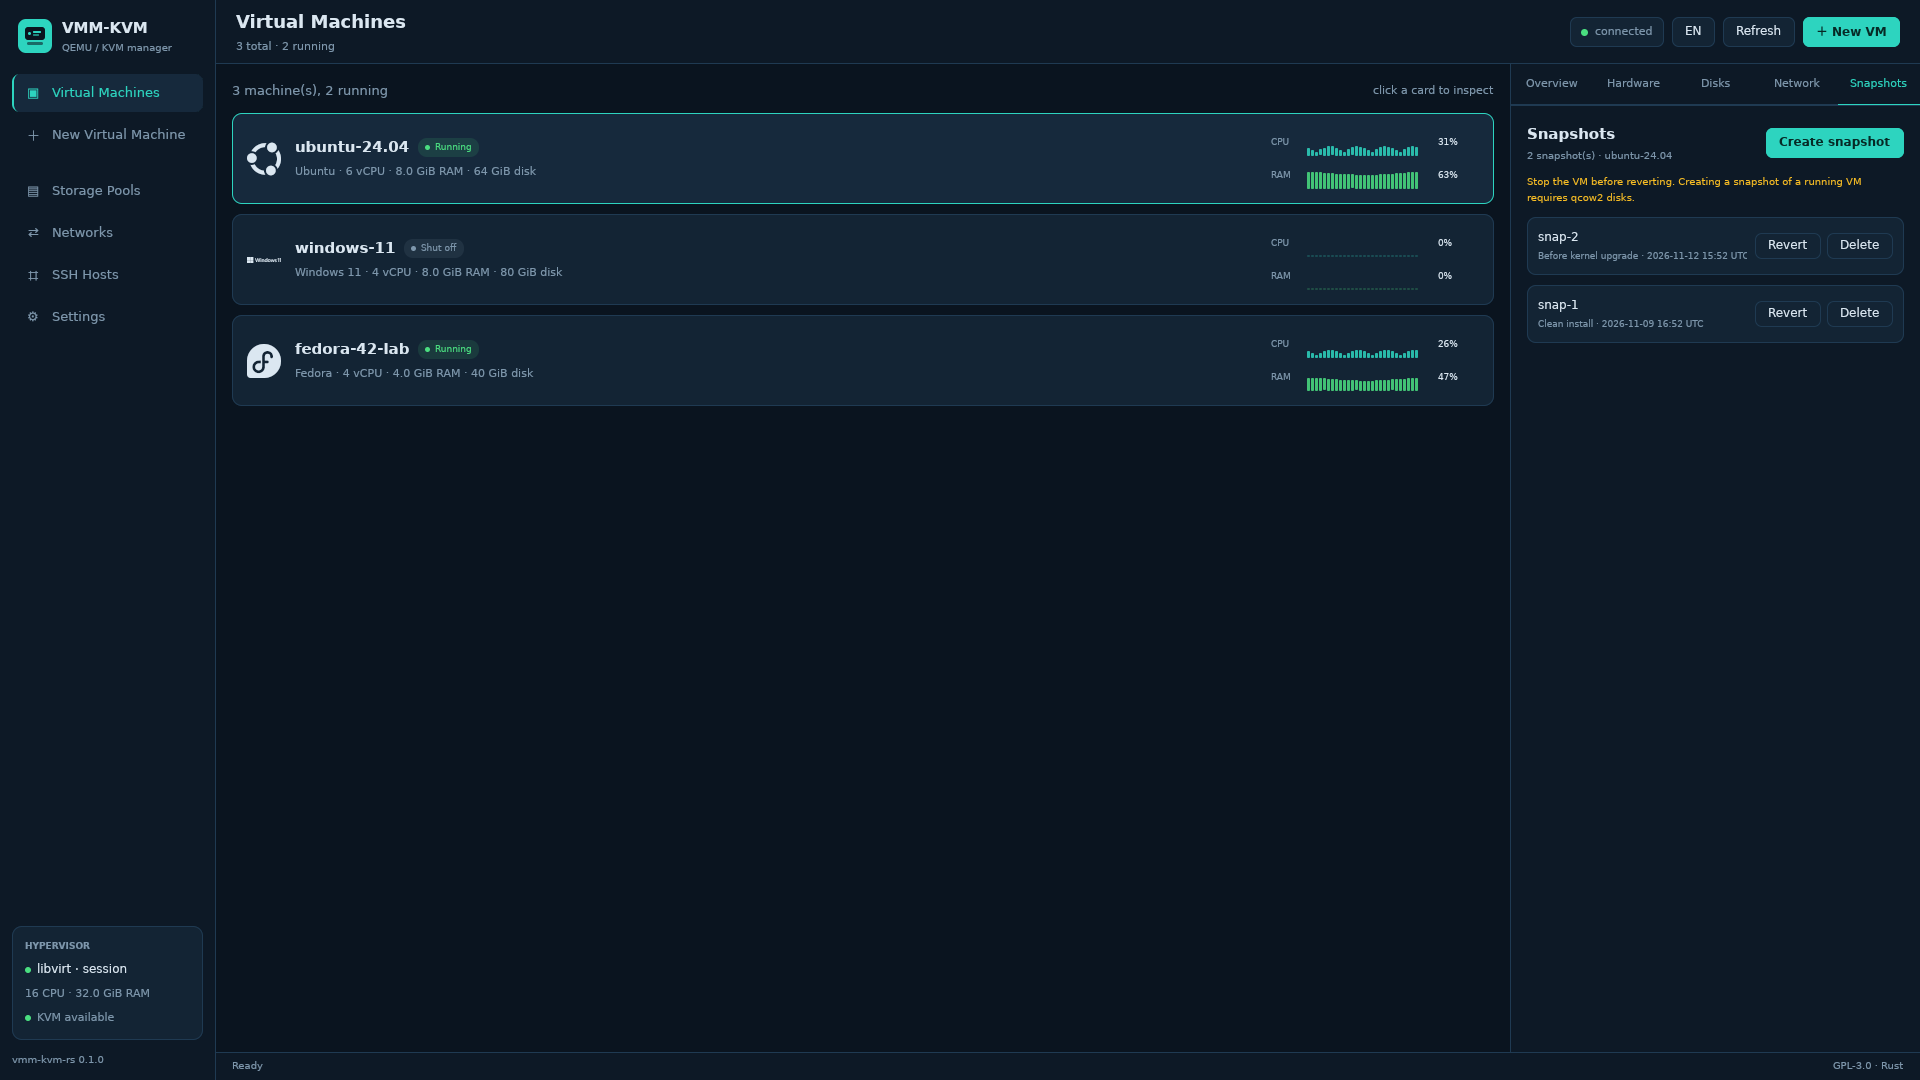 VMM-KVM
QEMU / KVM manager
Virtual Machines
New Virtual Machine
Storage Pools
Networks
SSH Hosts
Settings
HYPERVISOR
libvirt · session
16 CPU · 32.0 GiB RAM
KVM available
vmm-kvm-rs 0.1.0
Virtual Machines
3 total · 2 running
connected
EN
Refresh
+ New VM
3 machine(s), 2 running
click a card to inspect
ubuntu-24.04
Running
Ubuntu · 6 vCPU · 8.0 GiB RAM · 64 GiB disk
CPU
31%
RAM
63%
Windows11
windows-11
Shut off
Windows 11 · 4 vCPU · 8.0 GiB RAM · 80 GiB disk
CPU
0%
RAM
0%
fedora-42-lab
Running
Fedora · 4 vCPU · 4.0 GiB RAM · 40 GiB disk
CPU
26%
RAM
47%
Overview
Hardware
Disks
Network
Snapshots
Snapshots
2 snapshot(s) · ubuntu-24.04
Create snapshot
Stop the VM before reverting. Creating a snapshot of a running VM
requires qcow2 disks.
snap-2
Before kernel upgrade · 2026-11-12 15:52 UTC
Revert
Delete
snap-1
Clean install · 2026-11-09 16:52 UTC
Revert
Delete
Ready
GPL-3.0 · Rust